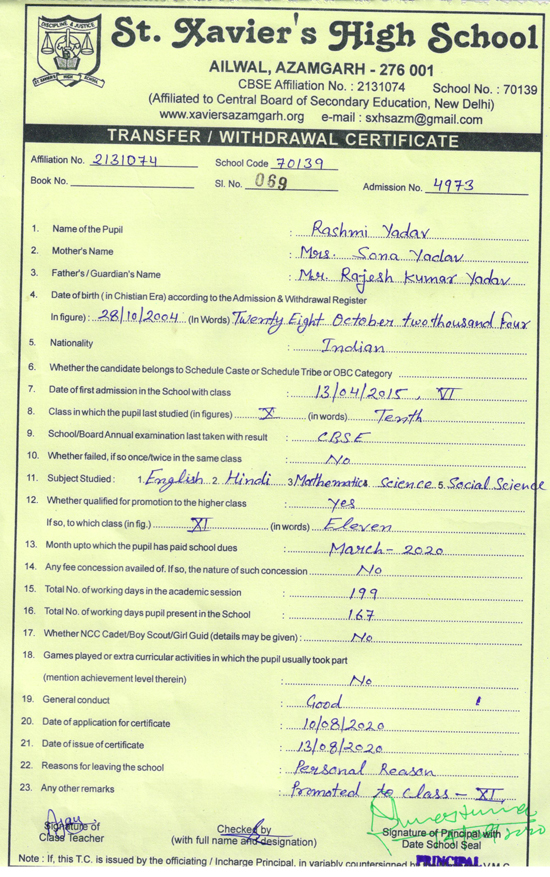 DISCIPLINE & JUSTICE
ST. XAVIER'S HIGH SCHOOL
St. Xavier's High School
AILWAL, AZAMGARH - 276 001
CBSE Affiliation No. : 2131074
School No. : 70139
(Affiliated to Central Board of Secondary Education, New Delhi)
www.xaviersazamgarh.org e-mail : sxhsazm@gmail.com
TRANSFER / WITHDRAWAL CERTIFICATE
Affiliation No. 2131074 School Code 70139
Book No. Sl. No. 069 Admission No. 4973
1. Name of the Pupil : Rashmi Yadav
2. Mother's Name : Mrs. Sona Yadav
3. Father's / Guardian's Name : Mr. Rajesh Kumar Yadav
4. Date of birth ( in Chistian Era) according to the Admission & Withdrawal Register
In figure) : 28/10/2004 (In Words) Twenty Eight October two thousand four
5. Nationality : Indian
6. Whether the candidate belongs to Schedule Caste or Schedule Tribe or OBC Category
7. Date of first admission in the School with class : 13/04/2015, VI
8. Class in which the pupil last studied (in figures) X (in words) Tenth
9. School/Board Annual examination last taken with result : CBSE
10. Whether failed, if so once/twice in the same class : No
11. Subject Studied : 1. English 2. Hindi 3 Mathematics Science 5. Social Science
12. Whether qualified for promotion to the higher class : yes
If so, to which class (in fig.) XI (in words) Eleven
13. Month upto which the pupil has paid school dues : March - 2020
14. Any fee concession availed of. If so, the nature of such concession No
15. Total No. of working days in the academic session : 199
16. Total No. of working days pupil present in the School : 167
17. Whether NCC Cadet/Boy Scout/Girl Guid (details may be given) : No
18. Games played or extra curricular activities in which the pupil usually took part
(mention achievement level therein) : No
19. General conduct : Good
20. Date of application for certificate : 10/08/2020
21. Date of issue of certificate : 13/08/2020
22. Reasons for leaving the school : Personal Reason
23. Any other remarks : Promoted to class - XI.
Signature of Class Teacher
Checked by
(with full name and designation)
Signature of Principal with
Date School Seal
PRINCIPAL
Note : If, this T.C. is issued by the officiating / Incharge Principal, in variably countersigned